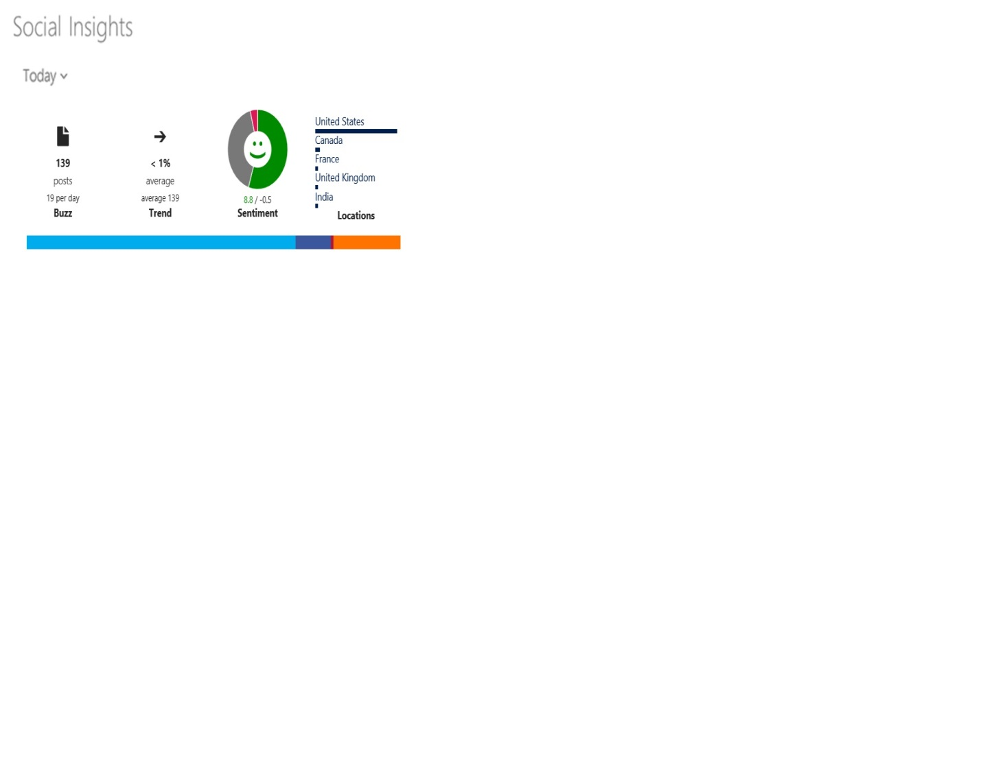 Social Insights
Today
139
posts
19 per day
Buzz
< 1%
average
average 139
Trend
8.8 / -0.5
Sentiment
United States
Canada
France
United Kingdom
India
Locations